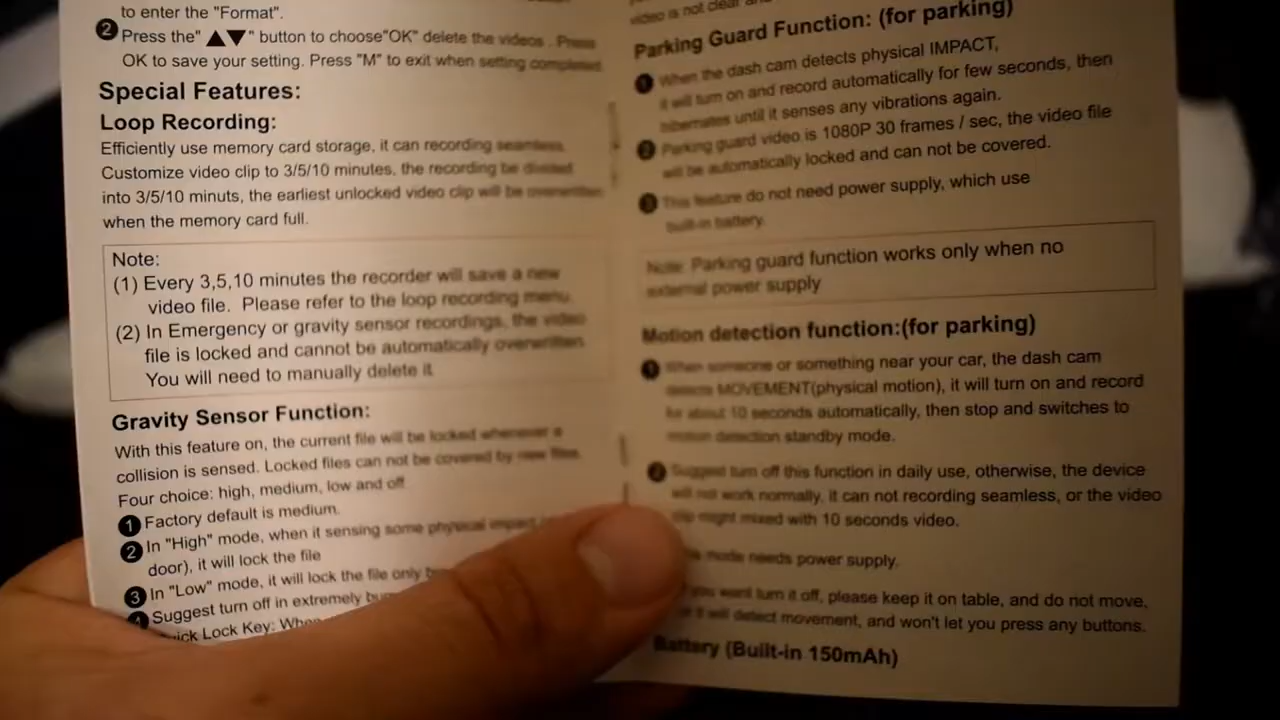 to enter the "Format".
❷ Press the" ▲▼ " button to choose"OK" delete the videos . Press
OK to save your setting. Press "M" to exit when setting completed.
Special Features:
Loop Recording:
Efficiently use memory card storage, it can recording seamless.
Customize video clip to 3/5/10 minutes, the recording be divided
into 3/5/10 minuts, the earliest unlocked video clip will be overwritten
when the memory card full.
Note:
(1) Every 3,5,10 minutes the recorder will save a new
video file. Please refer to the loop recording menu.
(2) In Emergency or gravity sensor recordings, the video
file is locked and cannot be automatically overwritten.
You will need to manually delete it
Gravity Sensor Function:
With this feature on, the current file will be locked whenever a
collision is sensed. Locked files can not be covered by new files.
Four choice: high, medium, low and off
❶ Factory default is medium.
❷ In "High" mode, when it sensing some physical impact
door), it will lock the file
❸ In "Low" mode, it will lock the file only
❹ Suggest turn off in extremely
Lock Key:
video is not clear and
Parking Guard Function: (for parking)
❶ When the dash cam detects physical IMPACT,
it will turn on and record automatically for few seconds, then
hibernates until it senses any vibrations again.
❷ Parking guard video is 1080P 30 frames / sec, the video file
will be automatically locked and can not be covered.
❸ This feature do not need power supply, which use
built-in battery.
Note: Parking guard function works only when no
external power supply
Motion detection function:(for parking)
❶ When someone or something near your car, the dash cam
detects MOVEMENT(physical motion), it will turn on and record
for about 10 seconds automatically, then stop and switches to
motion detection standby mode.
❷ Suggest turn off this function in daily use, otherwise, the device
will not work normally, it can not recording seamless, or the video
clip might mixed with 10 seconds video.
mode needs power supply.
you want turn it off, please keep it on table, and do not move,
it will detect movement, and won't let you press any buttons.
Battery (Built-in 150mAh)